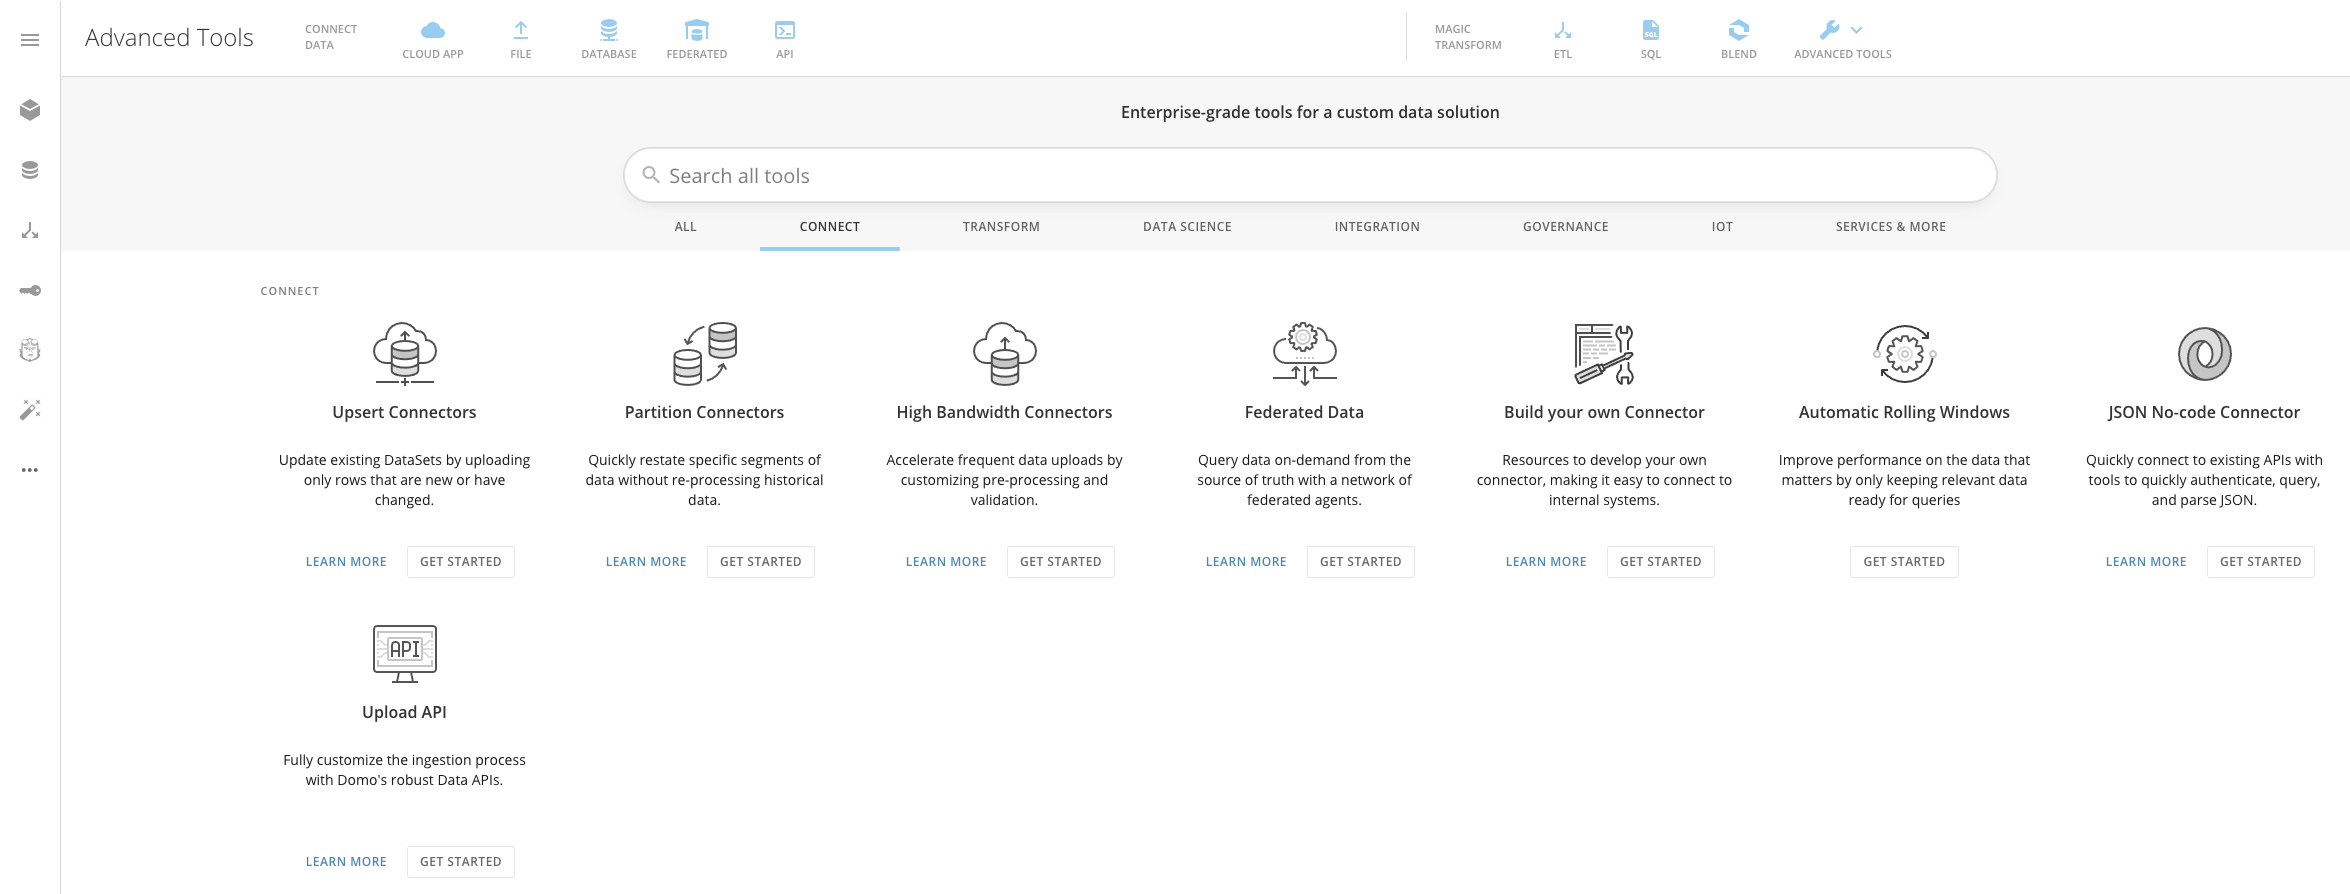 Advanced Tools
CONNECT
DATA
CLOUD APP
FILE
DATABASE
FEDERATED
API
MAGIC
TRANSFORM
ETL
SQL
SQL
BLEND
ADVANCED TOOLS
Enterprise-grade tools for a custom data solution
Search all tools
ALL
CONNECT
TRANSFORM
DATA SCIENCE
INTEGRATION
GOVERNANCE
IOT
SERVICES & MORE
CONNECT
Upsert Connectors
Update existing DataSets by uploading
only rows that are new or have
changed.
LEARN MORE
GET STARTED
Partition Connectors
Quickly restate specific segments of
data without re-processing historical
data.
LEARN MORE
GET STARTED
High Bandwidth Connectors
Accelerate frequent data uploads by
customizing pre-processing and
validation.
LEARN MORE
GET STARTED
Federated Data
Query data on-demand from the
source of truth with a network of
federated agents.
LEARN MORE
GET STARTED
Build your own Connector
Resources to develop your own
connector, making it easy to connect to
internal systems.
LEARN MORE
GET STARTED
Automatic Rolling Windows
Improve performance on the data that
matters by only keeping relevant data
ready for queries
GET STARTED
JSON No-code Connector
Quickly connect to existing APIs with
tools to quickly authenticate, query,
and parse JSON.
LEARN MORE
GET STARTED
API
Upload API
Fully customize the ingestion process
with Domo's robust Data APIs.
LEARN MORE
GET STARTED